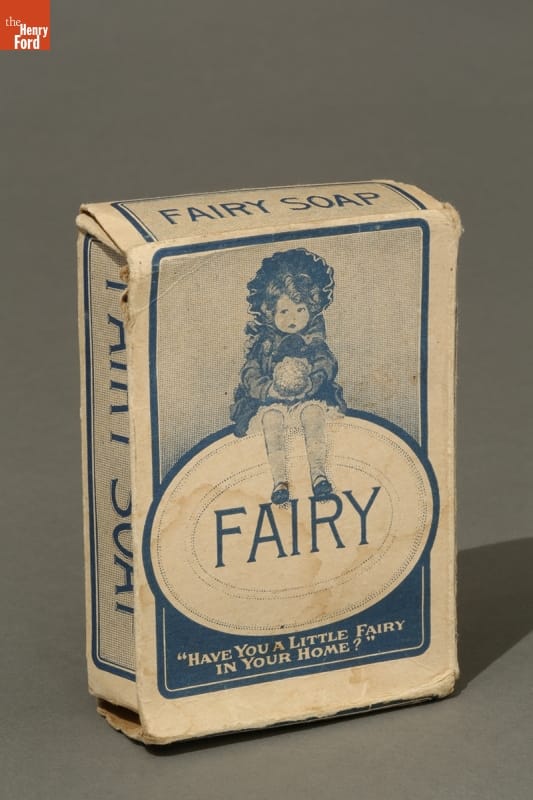 the
Henry
Ford
FAIRY SOAP
FAIRY SOAP
FAIRY
"HAVE YOU A LITTLE FAIRY
IN YOUR HOME?"